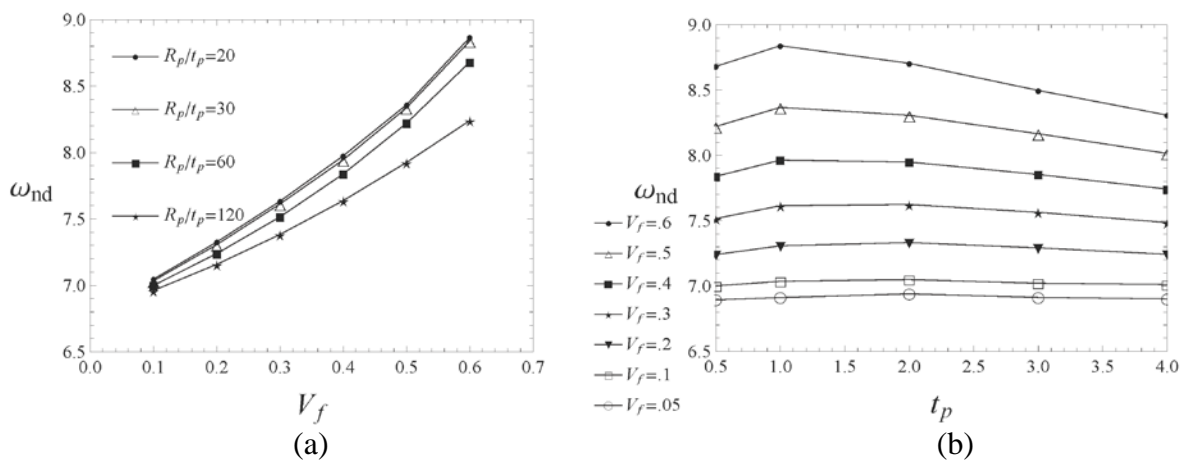 9.0
8.5
8.0
7.5
7.0
6.5
ω_nd
R_p/t_p=20
R_p/t_p=30
R_p/t_p=60
R_p/t_p=120
0.0 0.1 0.2 0.3 0.4 0.5 0.6 0.7
V_f
(a)
9.0
8.5
8.0
7.5
7.0
6.5
ω_nd
V_f=.6
V_f=.5
V_f=.4
V_f=.3
V_f=.2
V_f=.1
V_f=.05
0.5 1.0 1.5 2.0 2.5 3.0 3.5 4.0
t_p
(b)